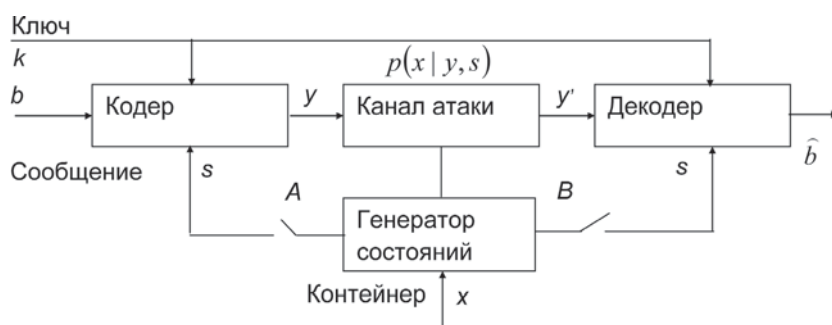 Ключ
k
p(x | y, s)
b
Кодер
y
Канал атаки
y'
Декодер
b̂
Сообщение
s
A
B
s
Генератор
состояний
Контейнер
x